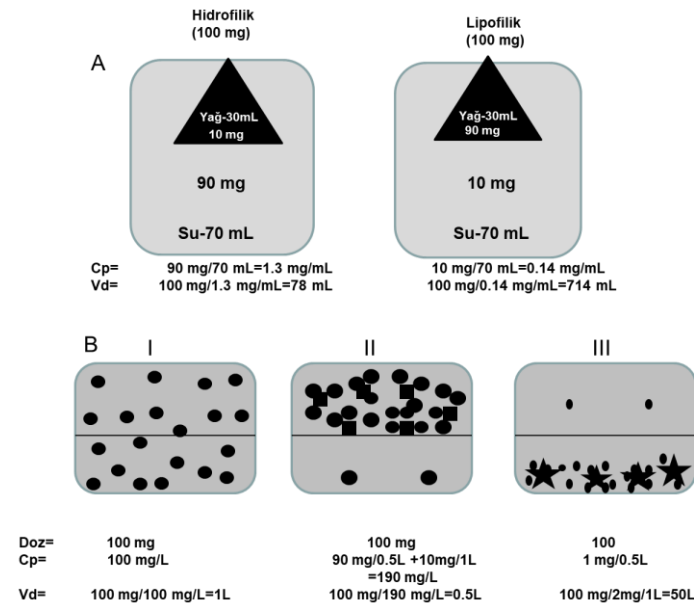 Hidrofilik
(100 mg)
Lipofilik
(100 mg)
A
Yağ-30mL
10 mg
90 mg
Su-70 mL
Yağ-30mL
90 mg
10 mg
Su-70 mL
Cp= 90 mg/70 mL=1.3 mg/mL 10 mg/70 mL=0.14 mg/mL
Vd= 100 mg/1.3 mg/mL=78 mL 100 mg/0.14 mg/mL=714 mL
B
I II III
Doz= 100 mg 100 mg 100
Cp= 100 mg/L 90 mg/0.5L +10mg/1L 1 mg/0.5L
=190 mg/L
Vd= 100 mg/100 mg/L=1L 100 mg/190 mg/L=0.5L 100 mg/2mg/1L=50L